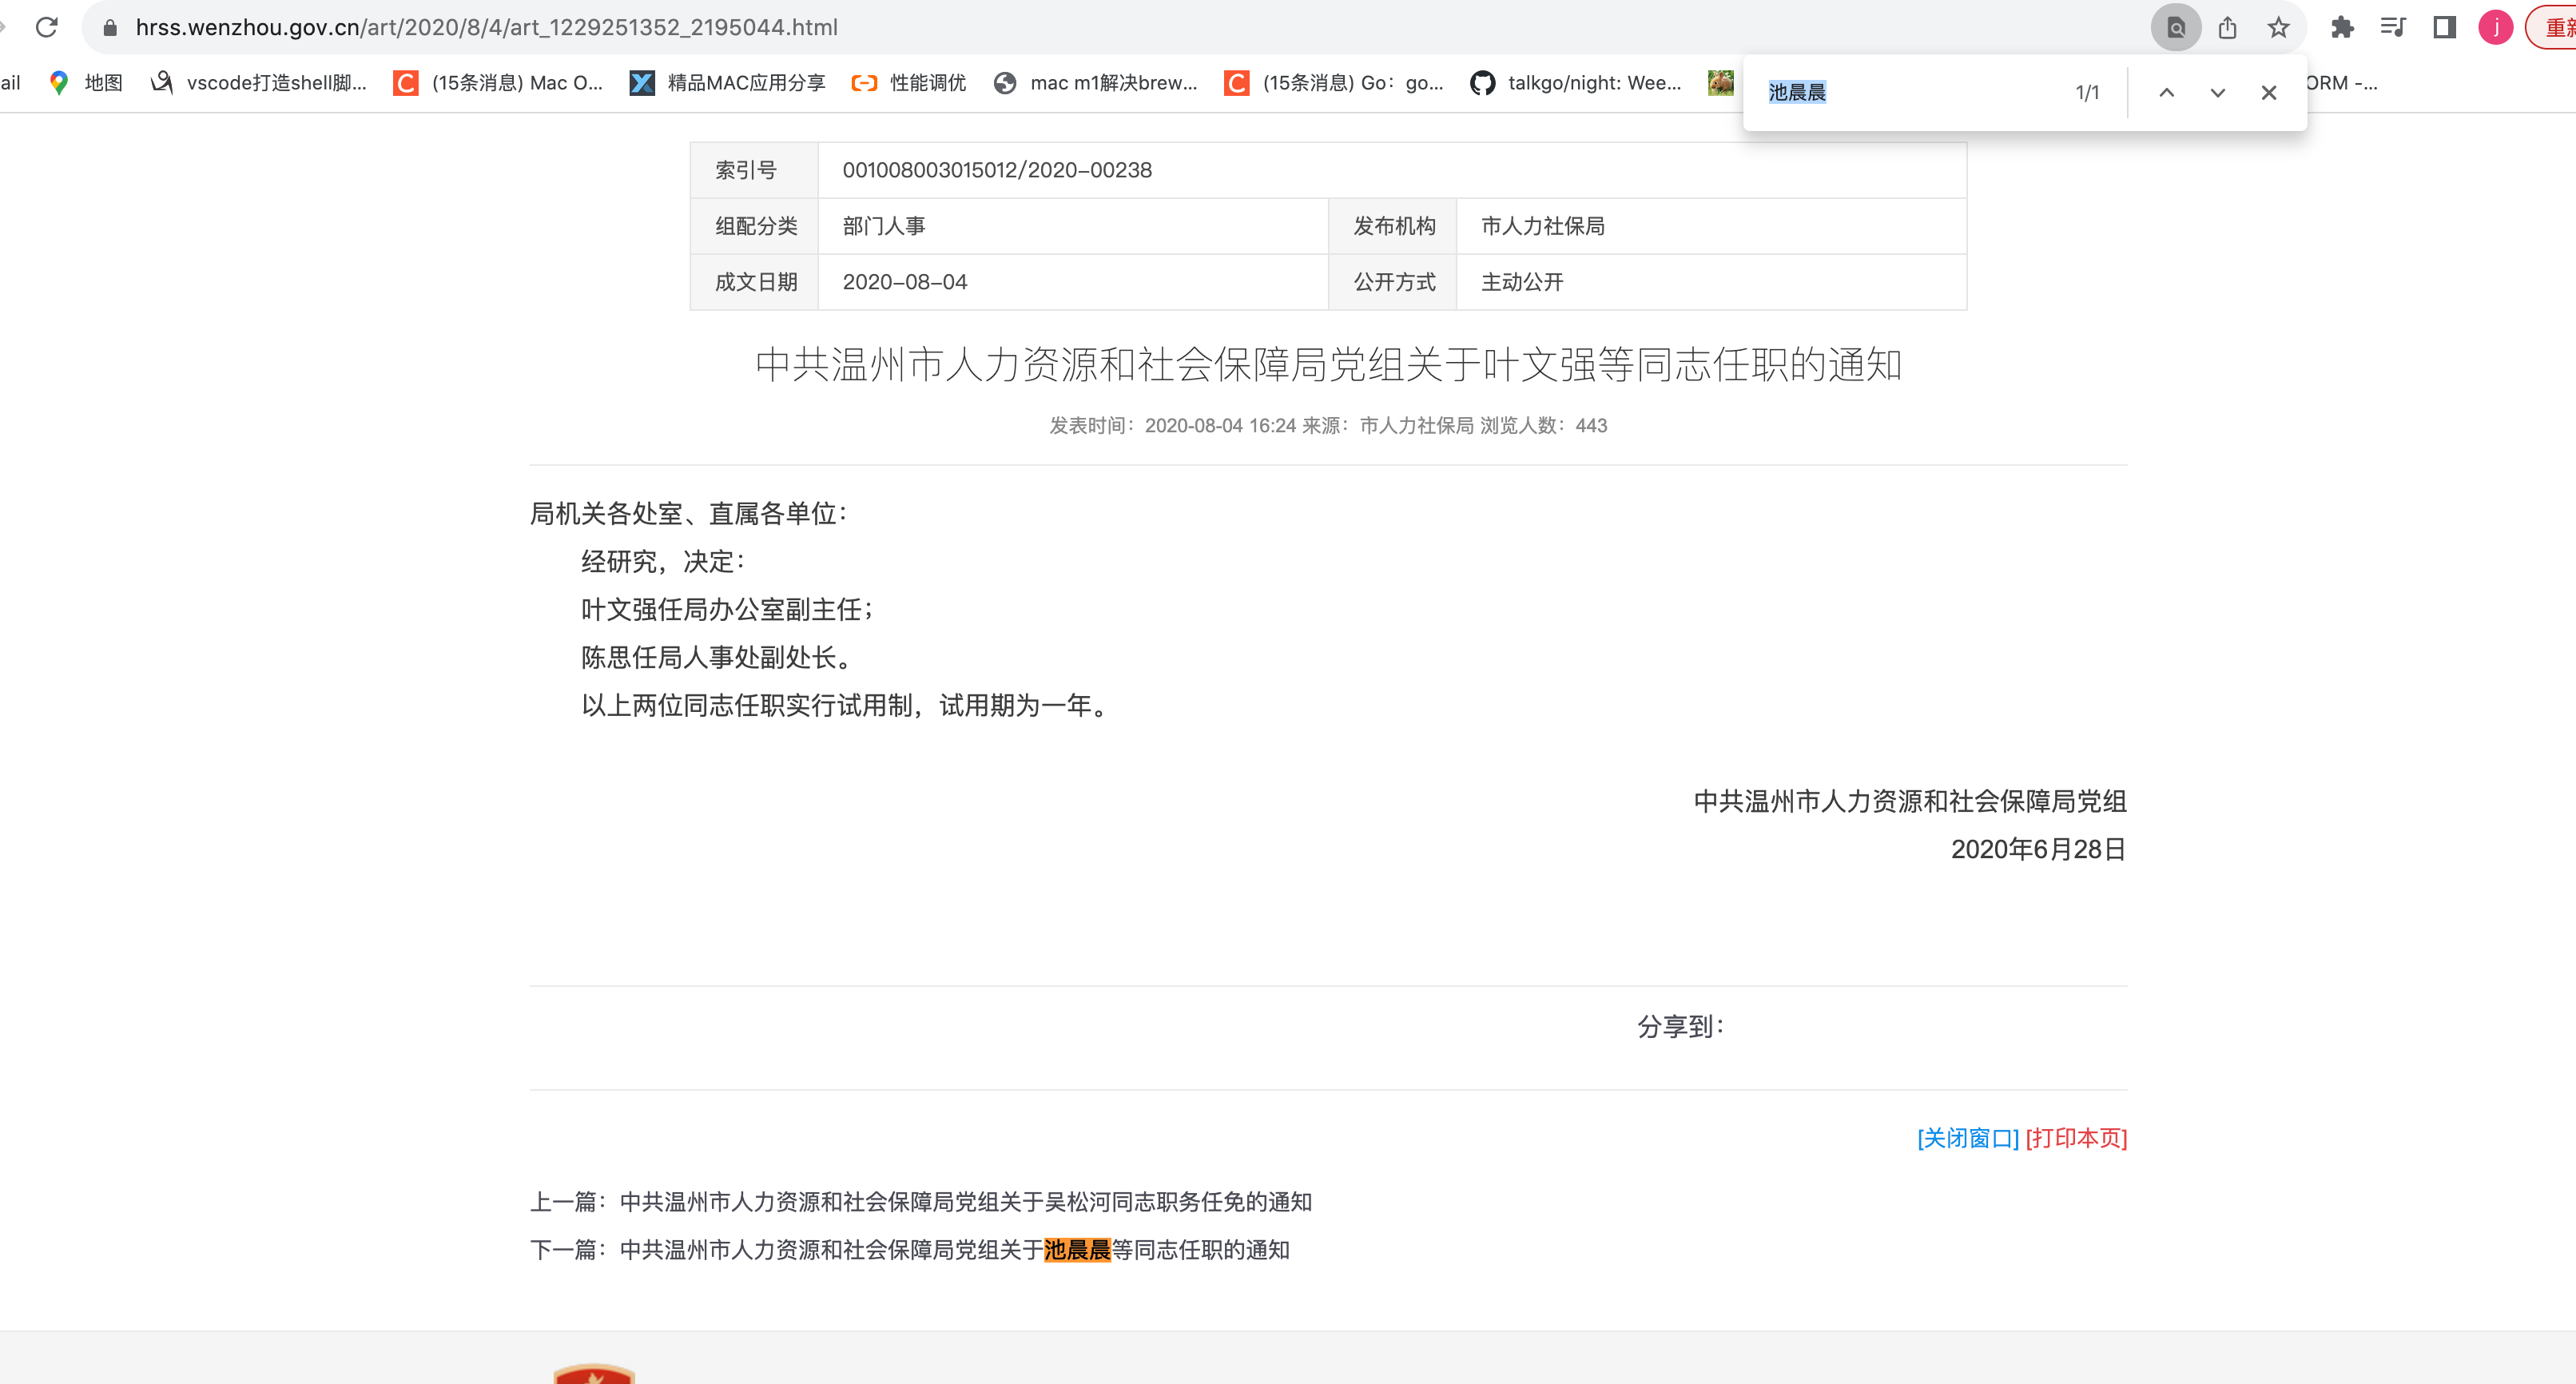 hrss.wenzhou.gov.cn/art/2020/8/4/art_1229251352_2195044.html
j
重新
ail
地图
vscode打造shell脚...
(15条消息) Mac O...
精品MAC应用分享
性能调优
mac m1解决brew...
(15条消息) Go：go...
talkgo/night: Wee...
ORM -...
池晨晨
1/1
索引号 001008003015012/2020-00238
组配分类 部门人事 发布机构 市人力社保局
成文日期 2020-08-04 公开方式 主动公开
中共温州市人力资源和社会保障局党组关于叶文强等同志任职的通知
发表时间：2020-08-04 16:24 来源：市人力社保局 浏览人数：443
局机关各处室、直属各单位：
经研究，决定：
叶文强任局办公室副主任；
陈思任局人事处副处长。
以上两位同志任职实行试用制，试用期为一年。
中共温州市人力资源和社会保障局党组
2020年6月28日
分享到：
[关闭窗口] [打印本页]
上一篇：中共温州市人力资源和社会保障局党组关于吴松河同志职务任免的通知
下一篇：中共温州市人力资源和社会保障局党组关于池晨晨等同志任职的通知